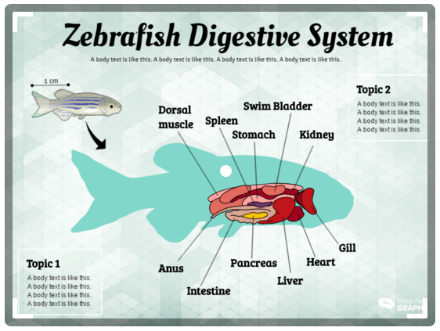 Zebrafish Digestive System
A body text is like this. A body text is like this. A body text is like this. A body text is like this.
1 cm
Topic 2
A body text is like this.
A body text is like this.
A body text is like this.
A body text is like this.
Dorsal
muscle
Spleen
Swim Bladder
Stomach
Kidney
Gill
Heart
Liver
Pancreas
Intestine
Anus
Topic 1
A body text is like this.
A body text is like this.
A body text is like this.
A body text is like this.
GRAPH